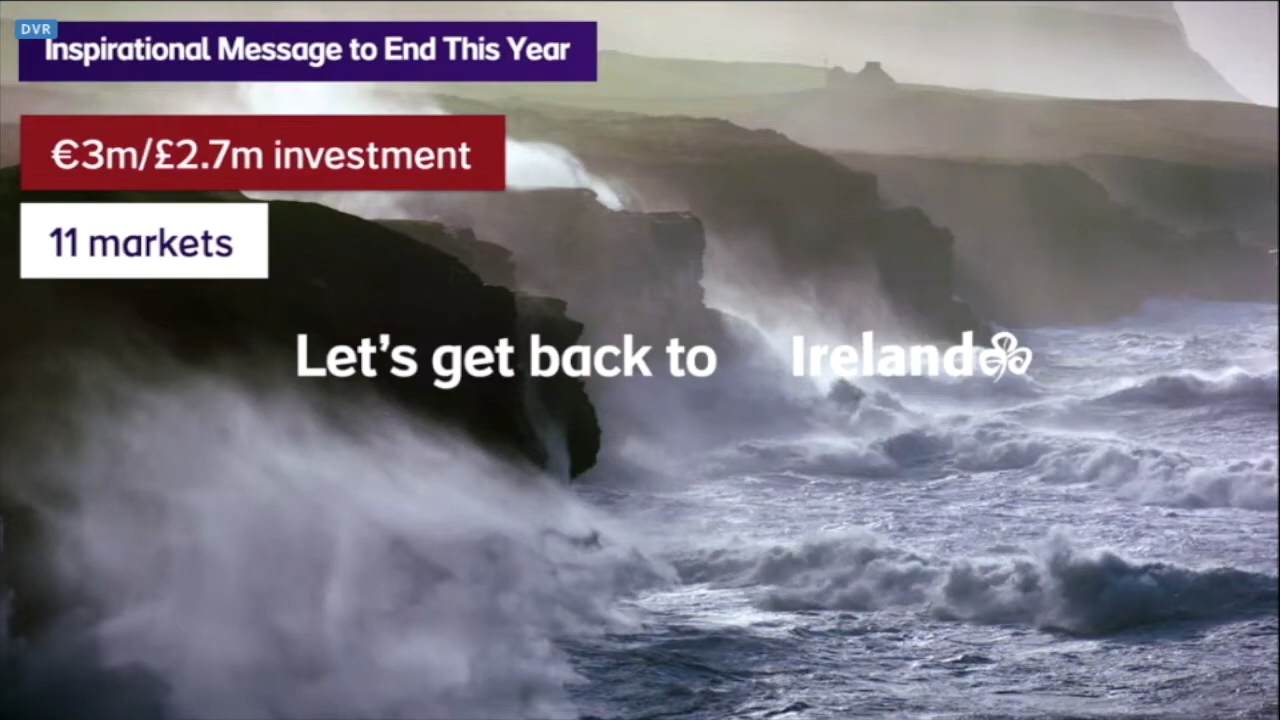 DVR
Inspirational Message to End This Year
€3m/£2.7m investment
11 markets
Let's get back to Ireland